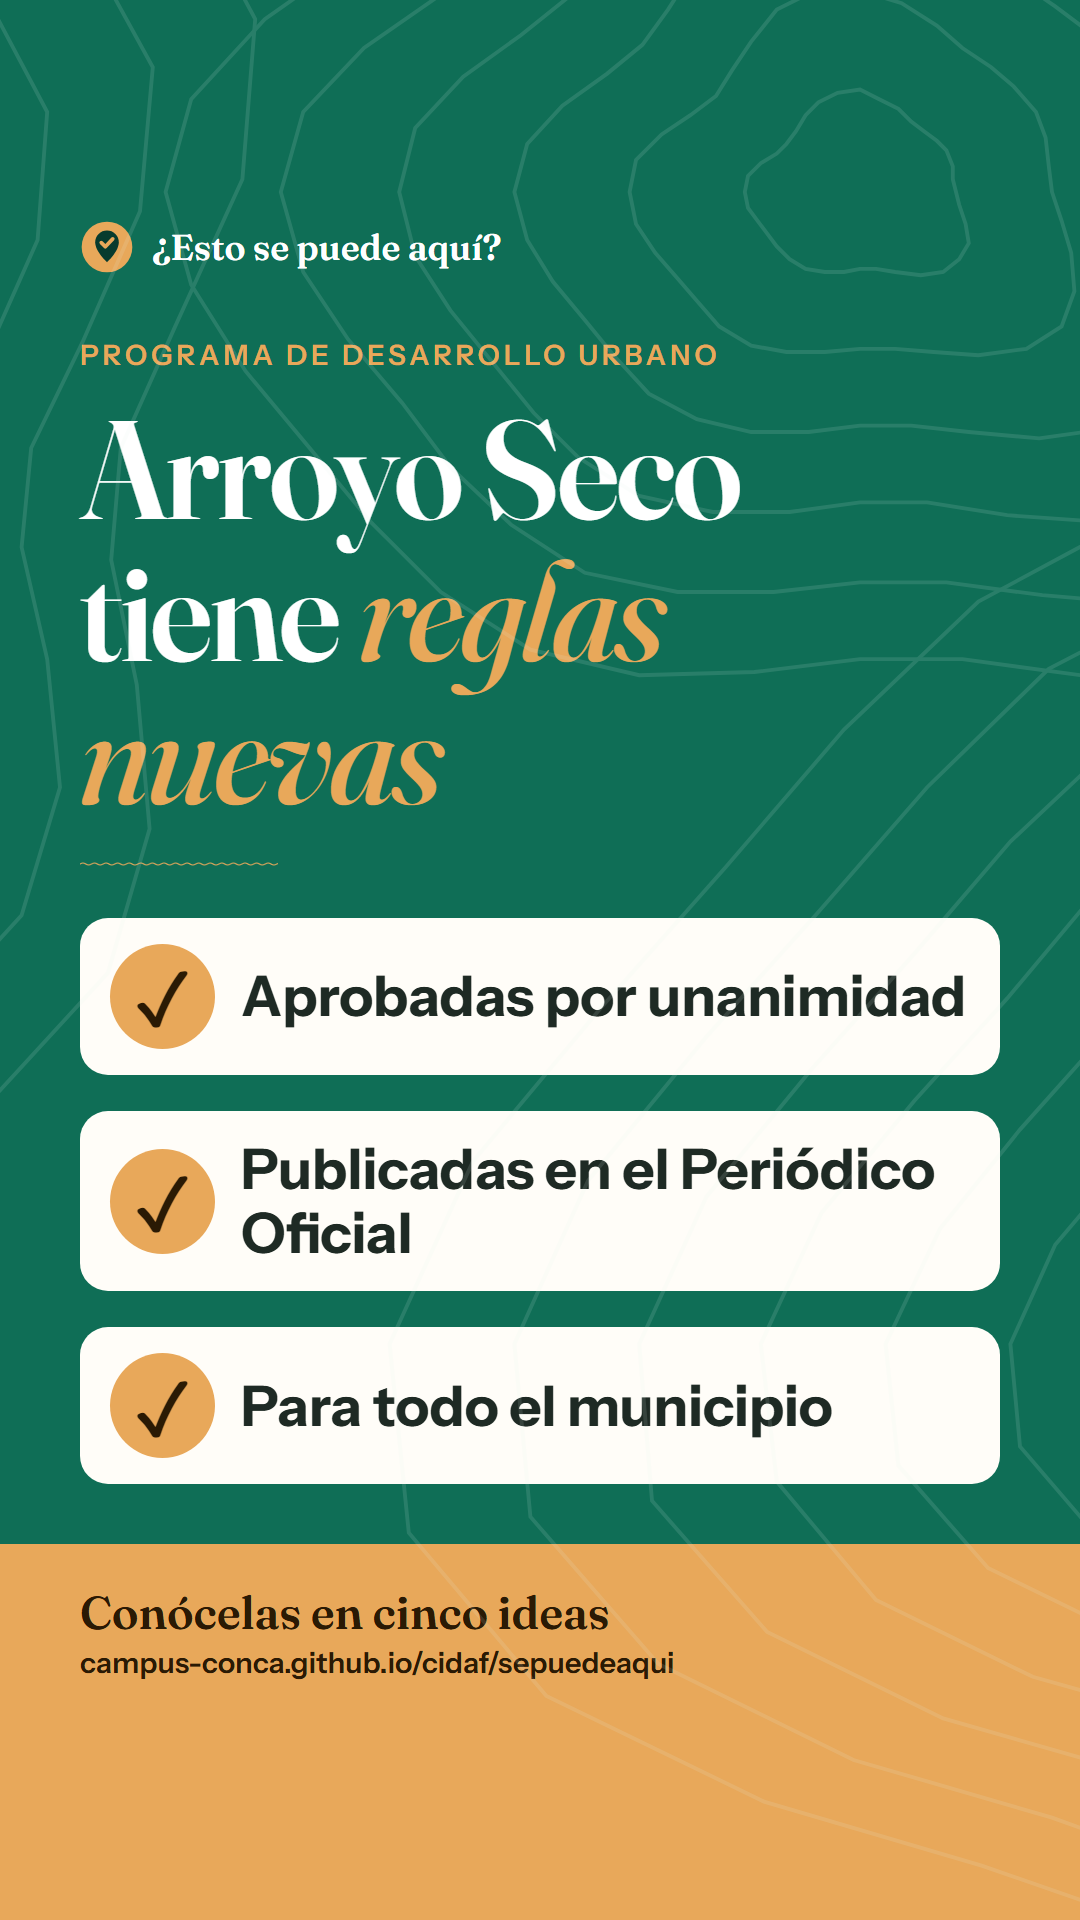 ¿Esto se puede aquí?
PROGRAMA DE DESARROLLO URBANO
Arroyo Seco
tiene reglas
nuevas
Aprobadas por unanimidad
Publicadas en el Periódico
Oficial
Para todo el municipio
Conócelas en cinco ideas
campus-conca.github.io/cidaf/sepuedeaqui